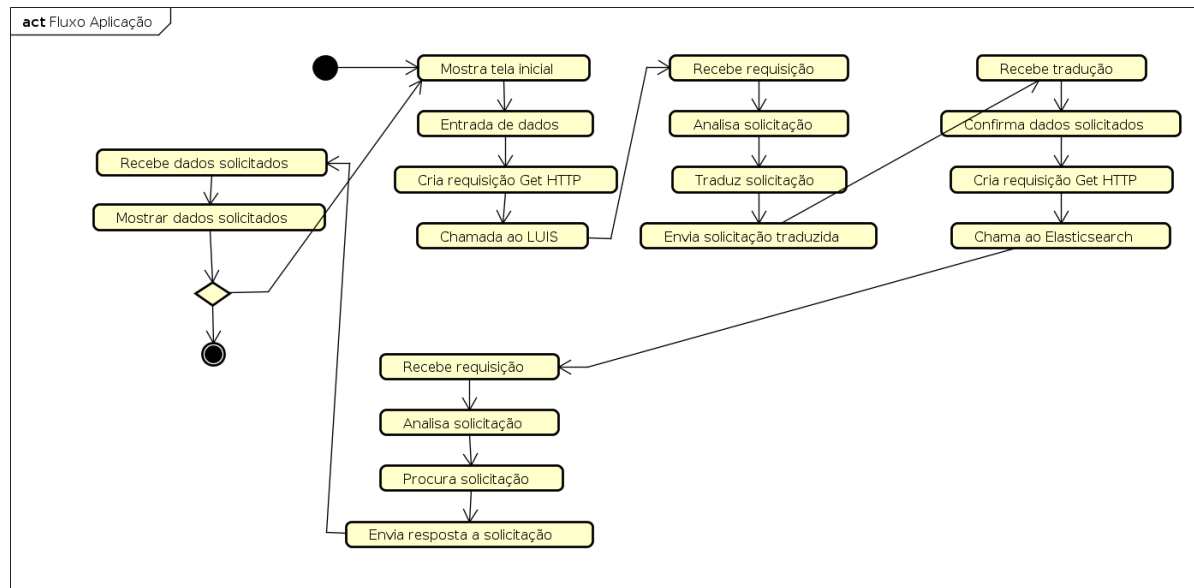 act Fluxo Aplicação
Mostra tela inicial
Entrada de dados
Cria requisição Get HTTP
Chamada ao LUIS
Recebe requisição
Analisa solicitação
Traduz solicitação
Envia solicitação traduzida
Recebe tradução
Confirma dados solicitados
Cria requisição Get HTTP
Chama ao Elasticsearch
Recebe requisição
Analisa solicitação
Procura solicitação
Envia resposta a solicitação
Recebe dados solicitados
Mostrar dados solicitados